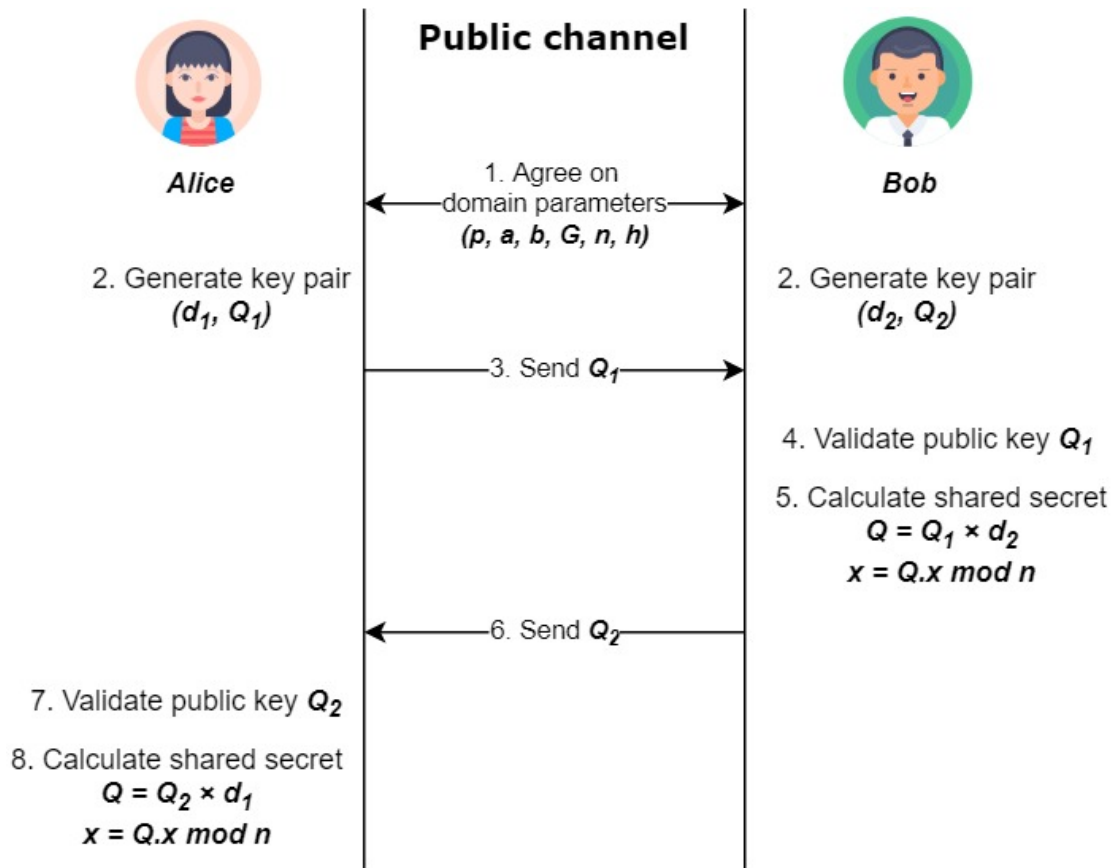 Public channel
Alice
Bob
1. Agree on
domain parameters
(p, a, b, G, n, h)
2. Generate key pair
(d₁, Q₁)
2. Generate key pair
(d₂, Q₂)
3. Send Q₁
4. Validate public key Q₁
5. Calculate shared secret
Q = Q₁ × d₂
x = Q.x mod n
6. Send Q₂
7. Validate public key Q₂
8. Calculate shared secret
Q = Q₂ × d₁
x = Q.x mod n